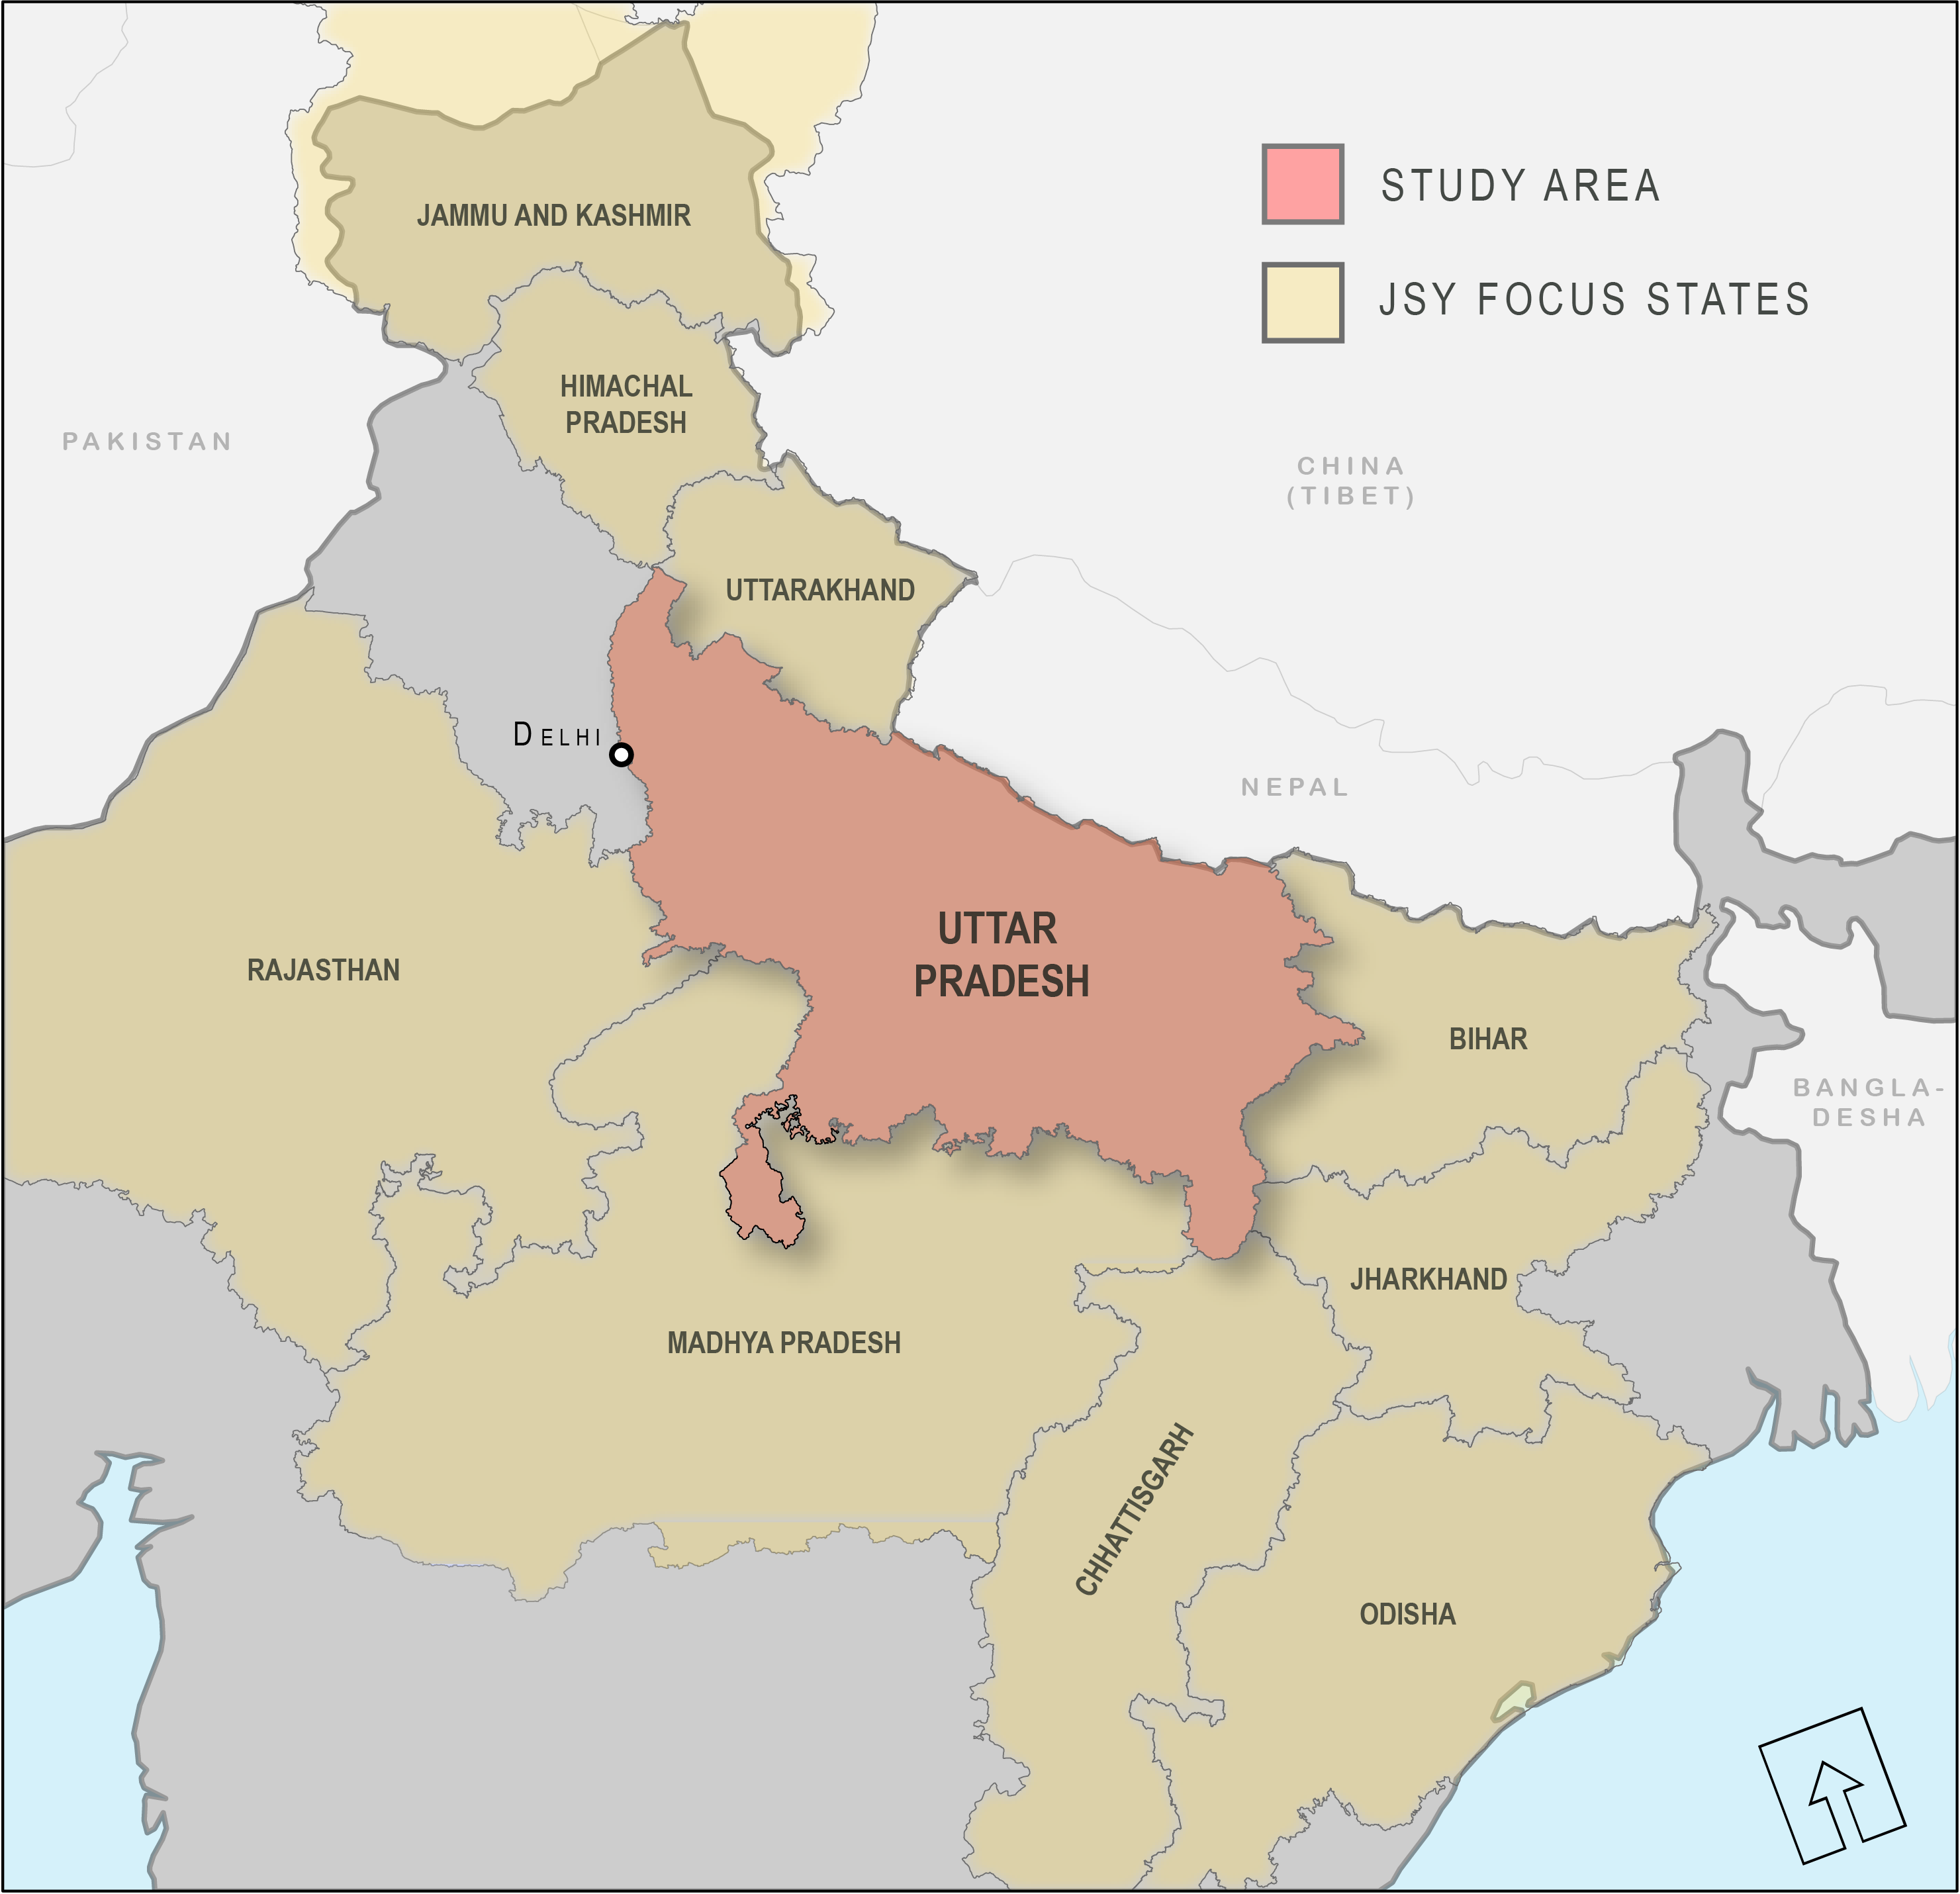 STUDY AREA
JAMMU AND KASHMIR
JSY FOCUS STATES
HIMACHAL
PRADESH
PAKISTAN
CHINA
(TIBET)
UTTARAKHAND
DELHI
NEPAL
UTTAR
PRADESH
RAJASTHAN
BIHAR
BANGLA-
DESHA
JHARKHAND
MADHYA PRADESH
CHHATTISGARH
ODISHA